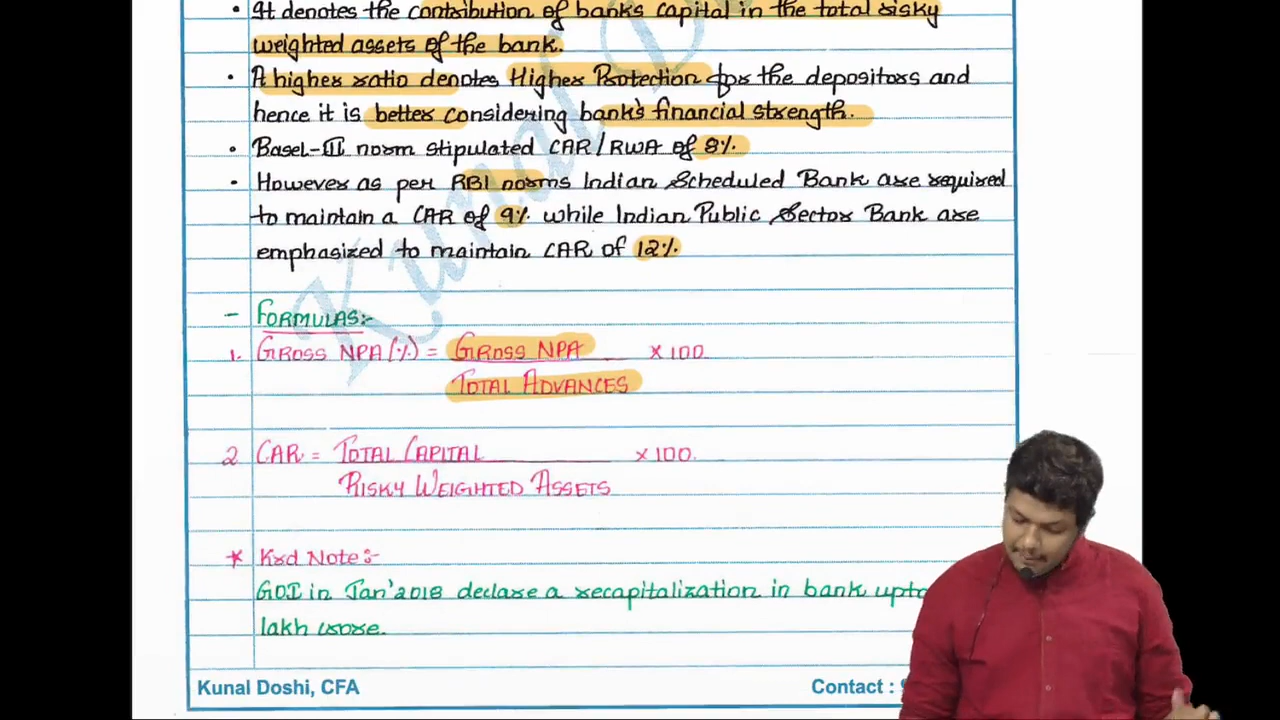 • It denotes the contribution of banks capital in the total risky
weighted assets of the bank.
• A higher ratio denotes Higher Protection for the depositors and
hence it is better considering bank's financial strength.
• Basel-III norm stipulated CAR/RWA of 8%.
• However as per RBI norms Indian Scheduled Bank are required
to maintain a CAR of 9% while Indian Public Sector Bank are
emphasized to maintain CAR of 12%.
- FORMULAS:-
1. GROSS NPA (%) = GROSS NPA × 100
TOTAL ADVANCES
2 CAR = TOTAL CAPITAL × 100.
RISKY WEIGHTED ASSETS
* Krd Note:-
GOI in Jan'2018 declare a recapitalization in bank upto
lakh crore.
Kunal Doshi, CFA
Contact :